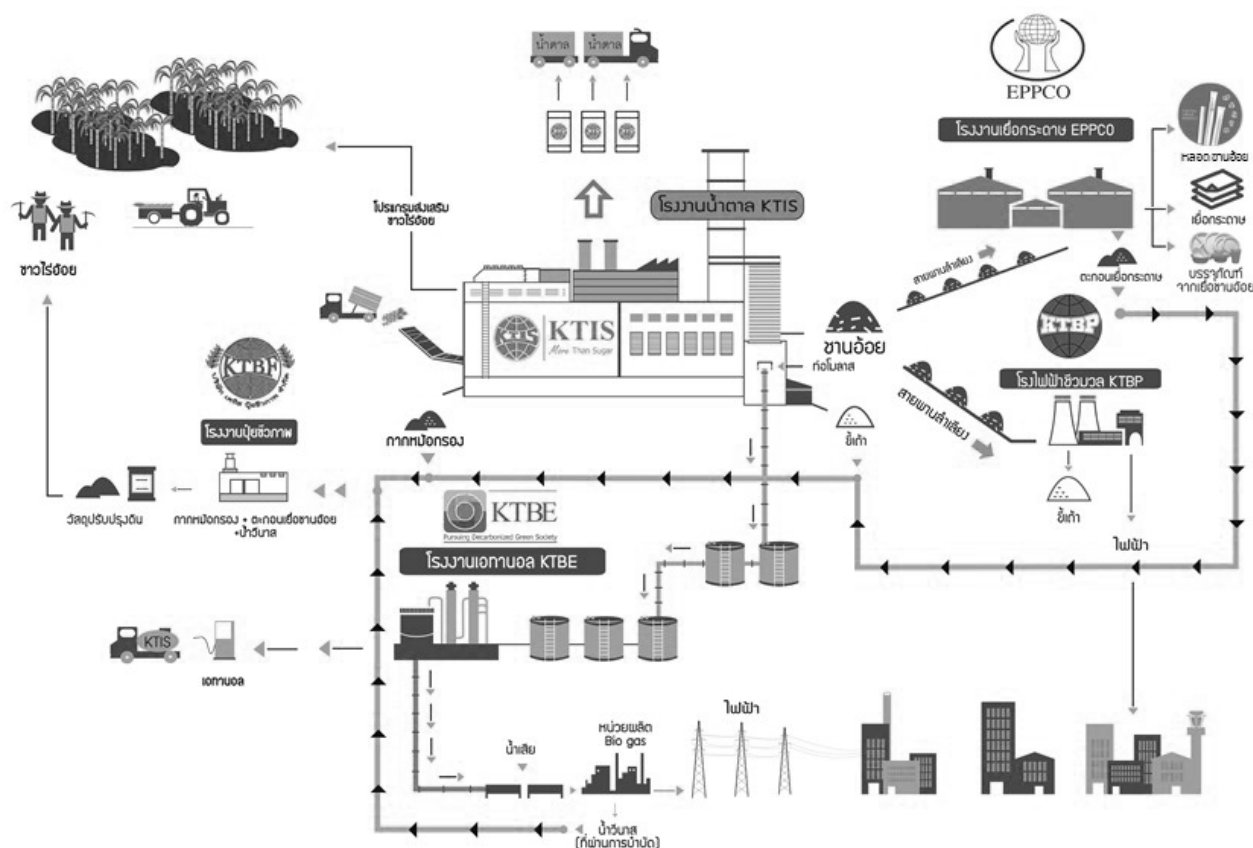 น้ำตาล น้ำตาล
EPPCO
โรงงานเยื่อกระดาษ EPPCO
หลอดชานอ้อย
เยื่อกระดาษ
บรรจุภัณฑ์
จากเยื่อชานอ้อย
ตะกอนเยื่อกระดาษ
สายพานลำเลียง
โรงงานน้ำตาล KTIS
โปรแกรมส่งเสริม
ชาวไร่อ้อย
ชาวไร่อ้อย
KTIS
KTIS
More Than Sugar
ชานอ้อย
ท่อโมลาส
KTBP
โรงไฟฟ้าชีวมวล KTBP
สายพานลำเลียง
ขี้เถ้า
ขี้เถ้า
ไฟฟ้า
KTBF
โรงงานปุ๋ยชีวภาพ
กากหม้อกรอง
วัสดุปรับปรุงดิน
กากหม้อกรอง + ตะกอนเยื่อชานอ้อย
+น้ำวีนาส
KTBE
Pursuing Decarbonized Green Society
โรงงานเอทานอล KTBE
KTIS
เอทานอล
น้ำเสีย
หน่วยผลิต
Bio gas
ไฟฟ้า
น้ำวีนาส
(ที่ผ่านการบำบัด)